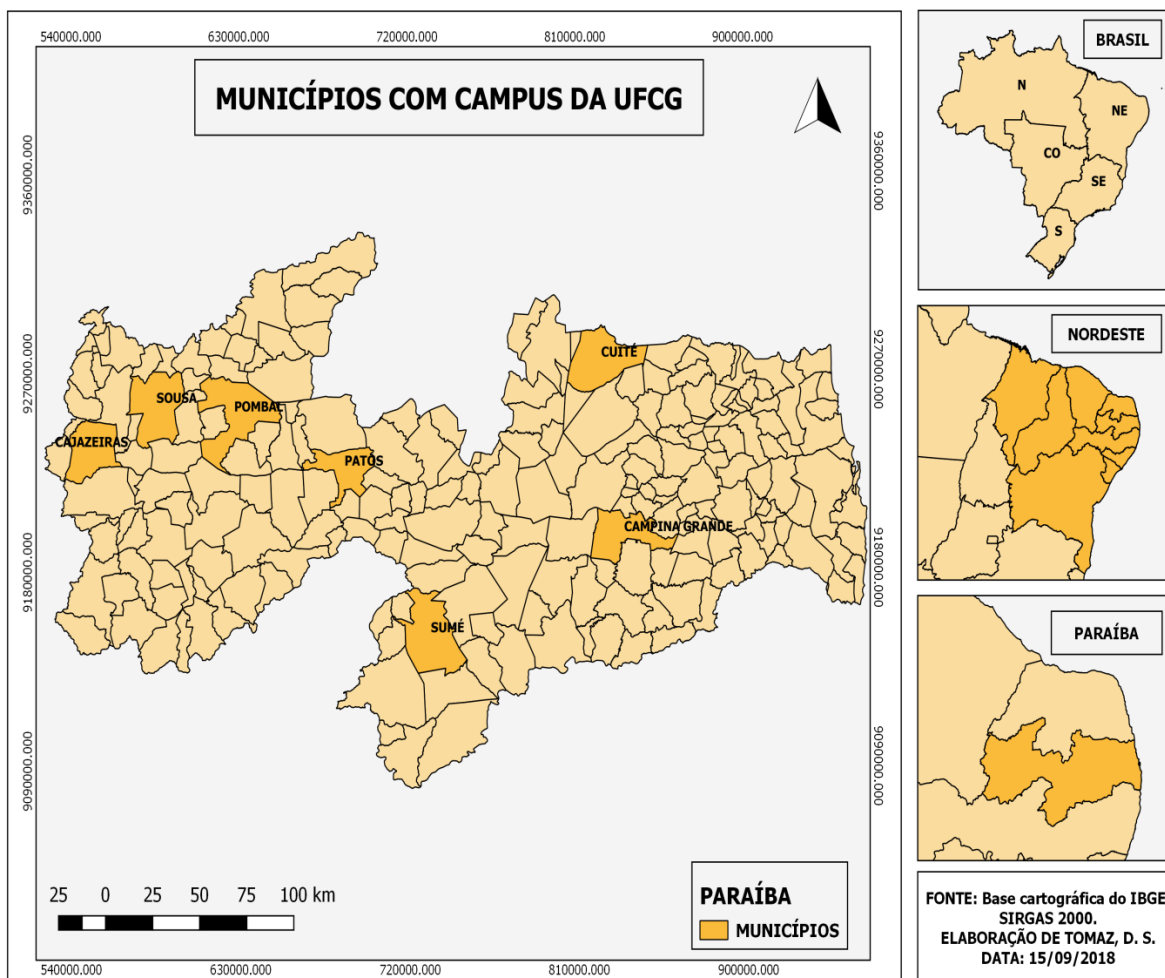 540000.000 630000.000 720000.000 810000.000 900000.000
MUNICÍPIOS COM CAMPUS DA UFCG
9360000.000
9270000.000
9180000.000
9090000.000
9360000.000
9270000.000
9180000.000
9090000.000
CUITÉ
SOUSA
POMBAL
CAJAZEIRAS
PATOS
CAMPINA GRANDE
SUMÉ
25 0 25 50 75 100 km
PARAÍBA
MUNICÍPIOS
540000.000 630000.000 720000.000 810000.000 900000.000
BRASIL
N
NE
CO
SE
S
NORDESTE
PARAÍBA
FONTE: Base cartográfica do IBGE
SIRGAS 2000.
ELABORAÇÃO DE TOMAZ, D. S.
DATA: 15/09/2018